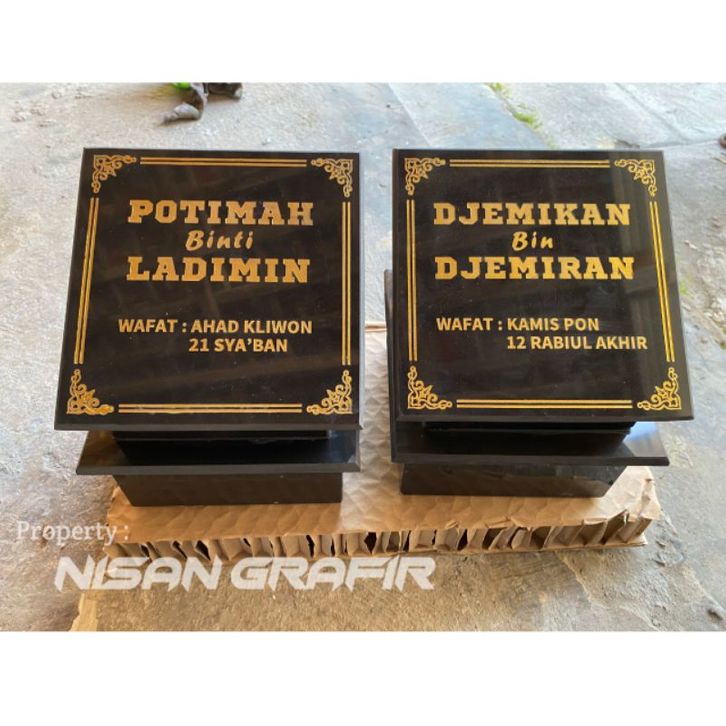 POTIMAH
Binti
LADIMIN
WAFAT : AHAD KLIWON
21 SYA'BAN
DJEMIKAN
Bin
DJEMIRAN
WAFAT : KAMIS PON
12 RABIUL AKHIR
Property :
NISAN GRAFIR